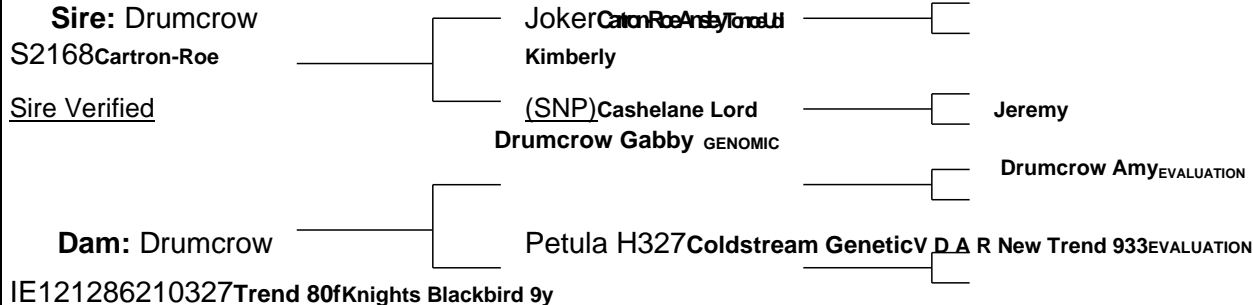 Sire: Drumcrow Joker
S2168Cartron-Roe Kimberly
Sire Verified (SNP)Cashelane Lord Jeremy
Drumcrow Gabby GENOMIC
Drumcrow AmyEVALUATION
Dam: Drumcrow Petula H327Coldstream GeneticV D A R New Trend 933EVALUATION
IE121286210327Trend 80fKnights Blackbird 9y